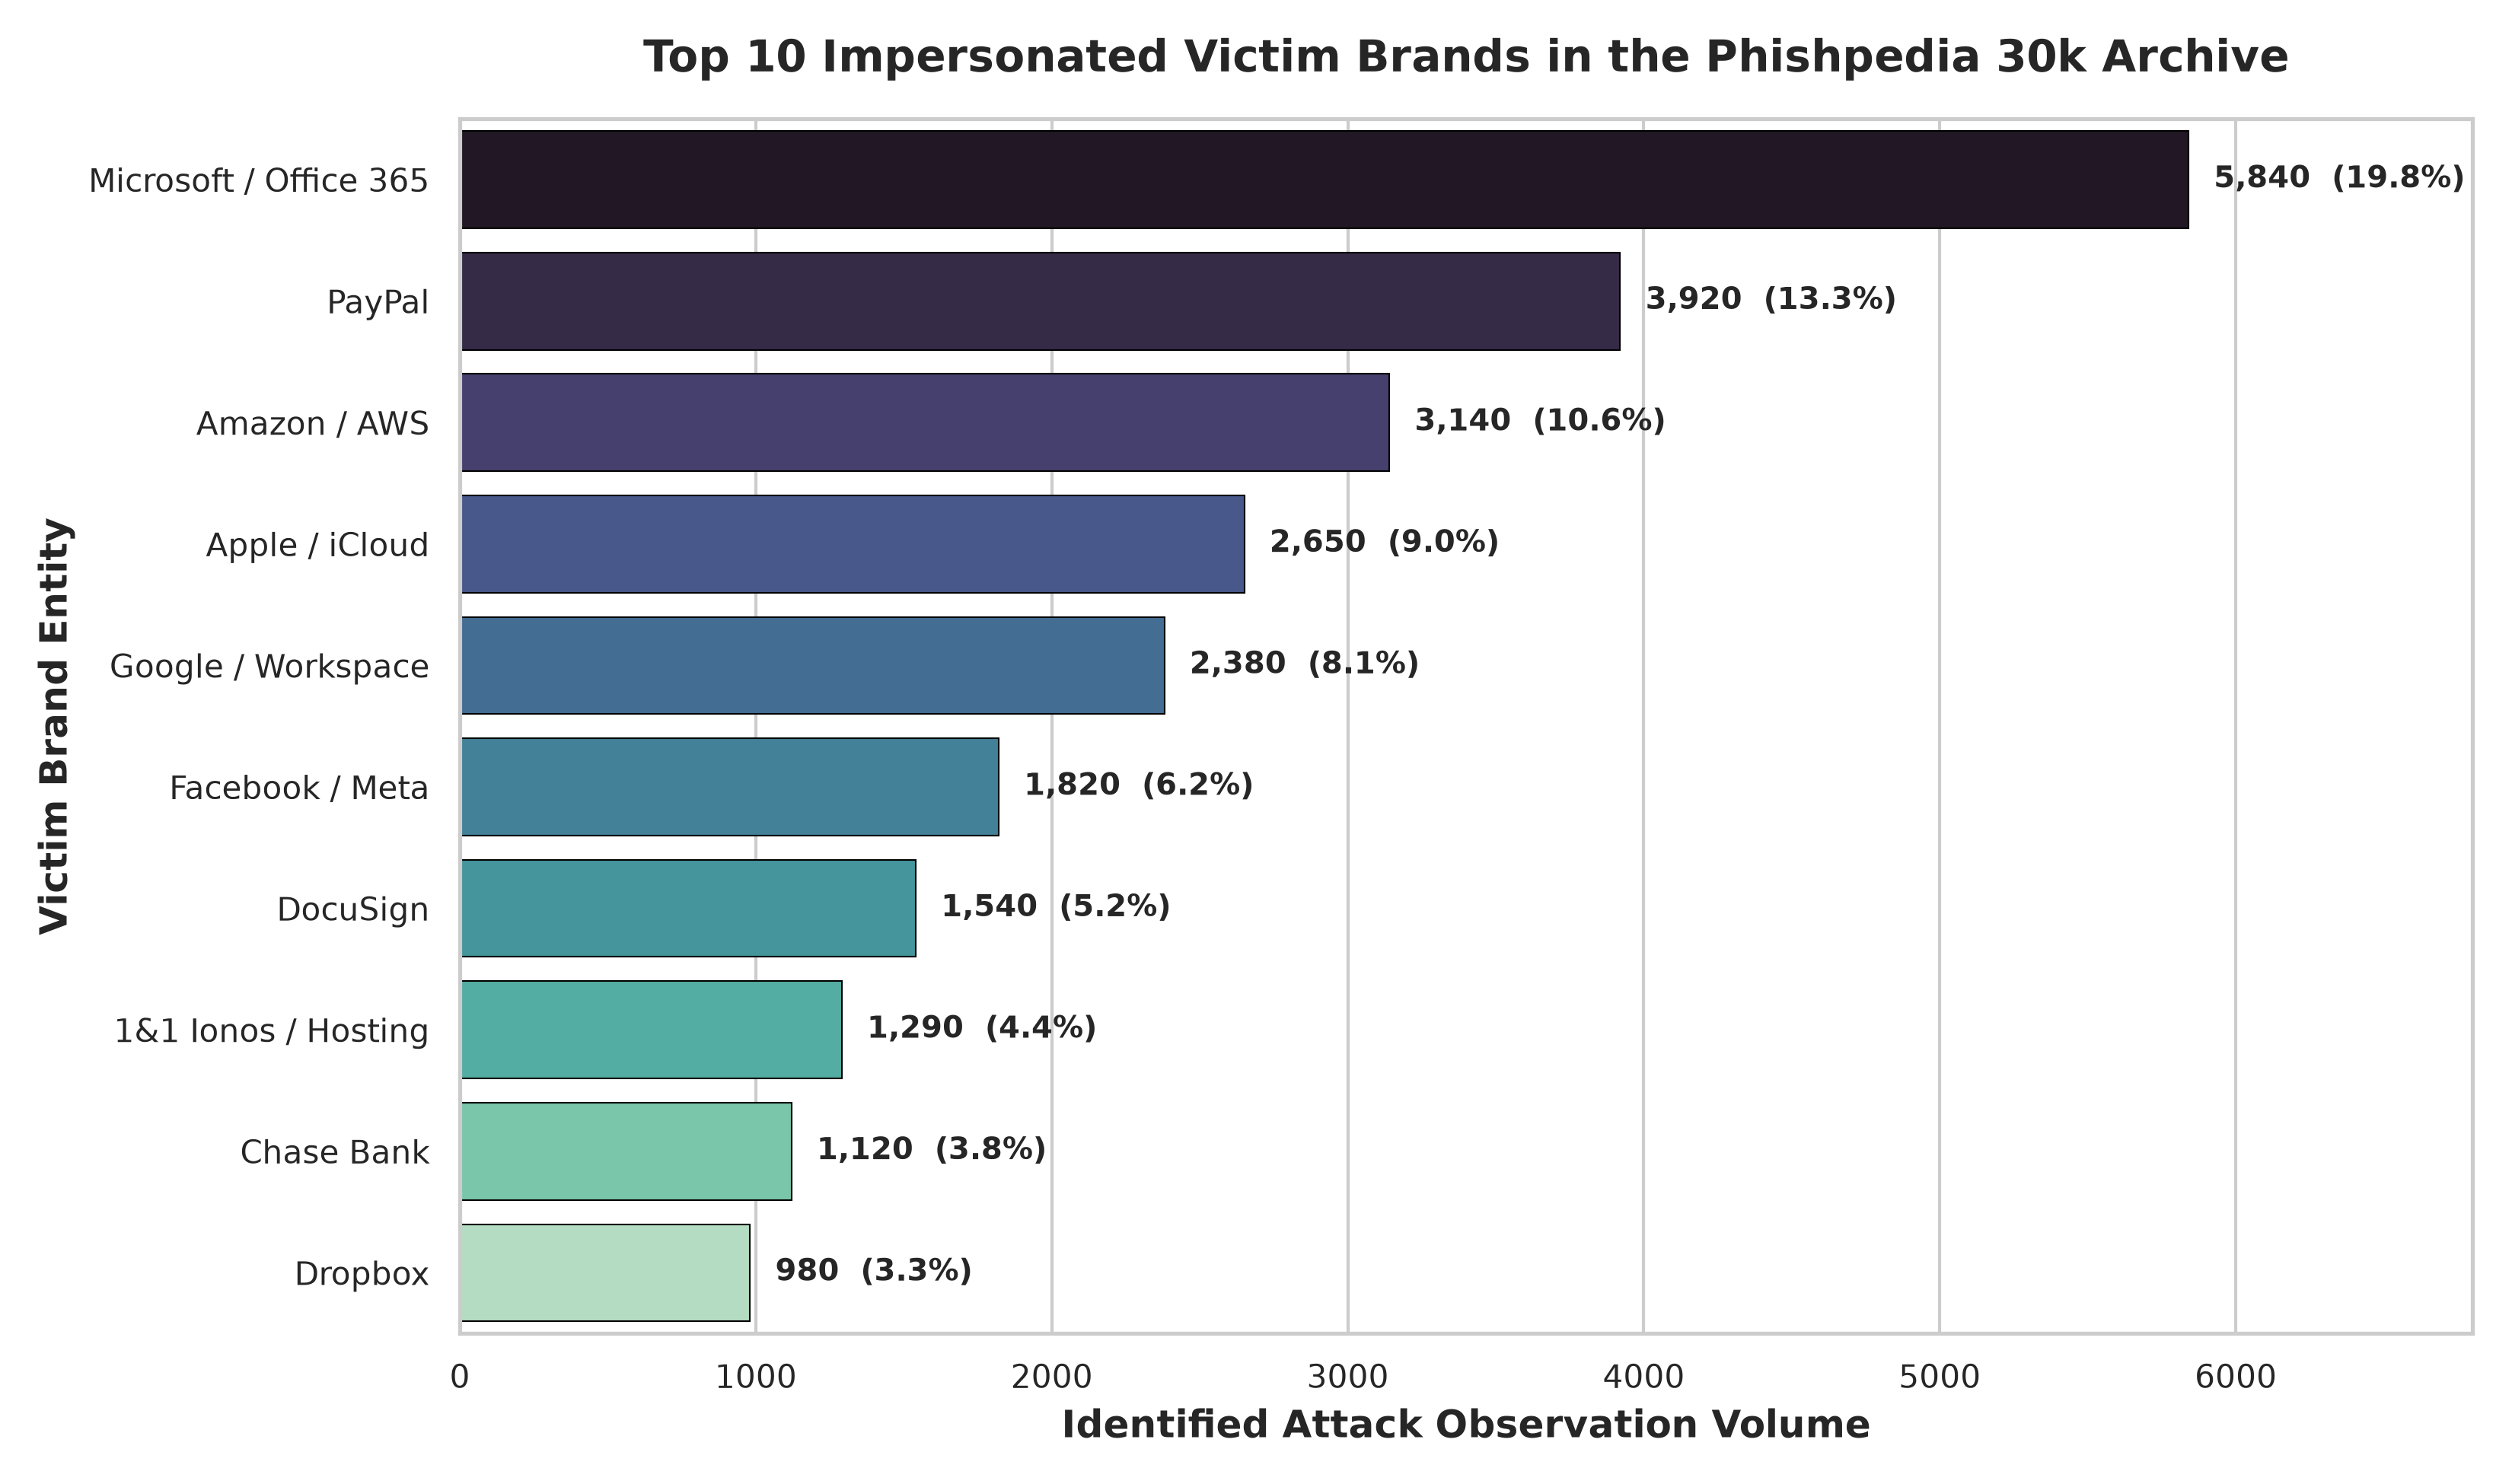 Top 10 Impersonated Victim Brands in the Phishpedia 30k Archive
Victim Brand Entity
Microsoft / Office 365 5,840 (19.8%)
PayPal 3,920 (13.3%)
Amazon / AWS 3,140 (10.6%)
Apple / iCloud 2,650 (9.0%)
Google / Workspace 2,380 (8.1%)
Facebook / Meta 1,820 (6.2%)
DocuSign 1,540 (5.2%)
1&1 Ionos / Hosting 1,290 (4.4%)
Chase Bank 1,120 (3.8%)
Dropbox 980 (3.3%)
0 1000 2000 3000 4000 5000 6000
Identified Attack Observation Volume